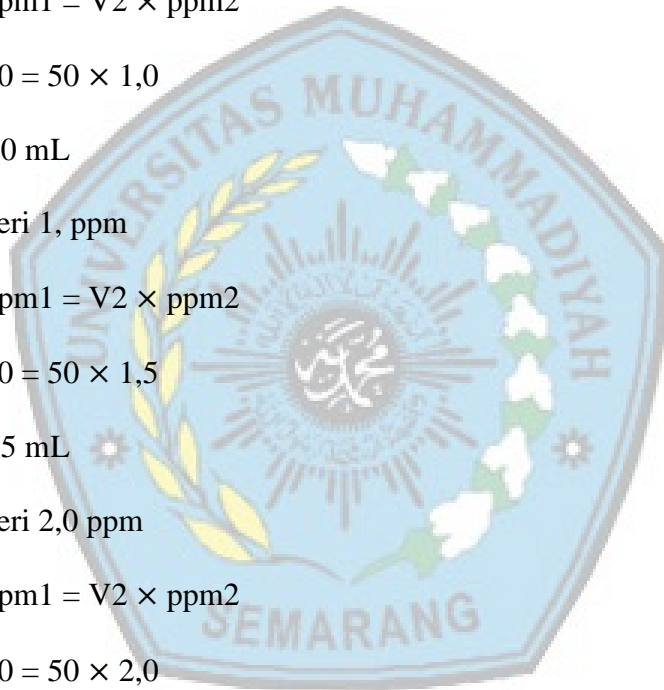 pm1 = V2 × ppm2
0 = 50 × 1,0
0 mL
eri 1, ppm
pm1 = V2 × ppm2
0 = 50 × 1,5
5 mL
eri 2,0 ppm
pm1 = V2 × ppm2
0 = 50 × 2,0
UNIVERSITAS MUHAMMADIYAH
SEMARANG